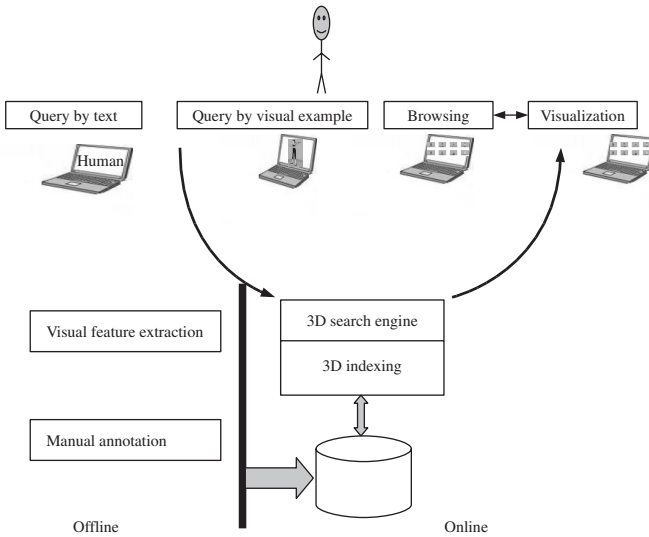 Query by text
Query by visual example
Browsing
Visualization
Human
3D search engine
Visual feature extraction
3D indexing
Manual annotation
Offline
Online